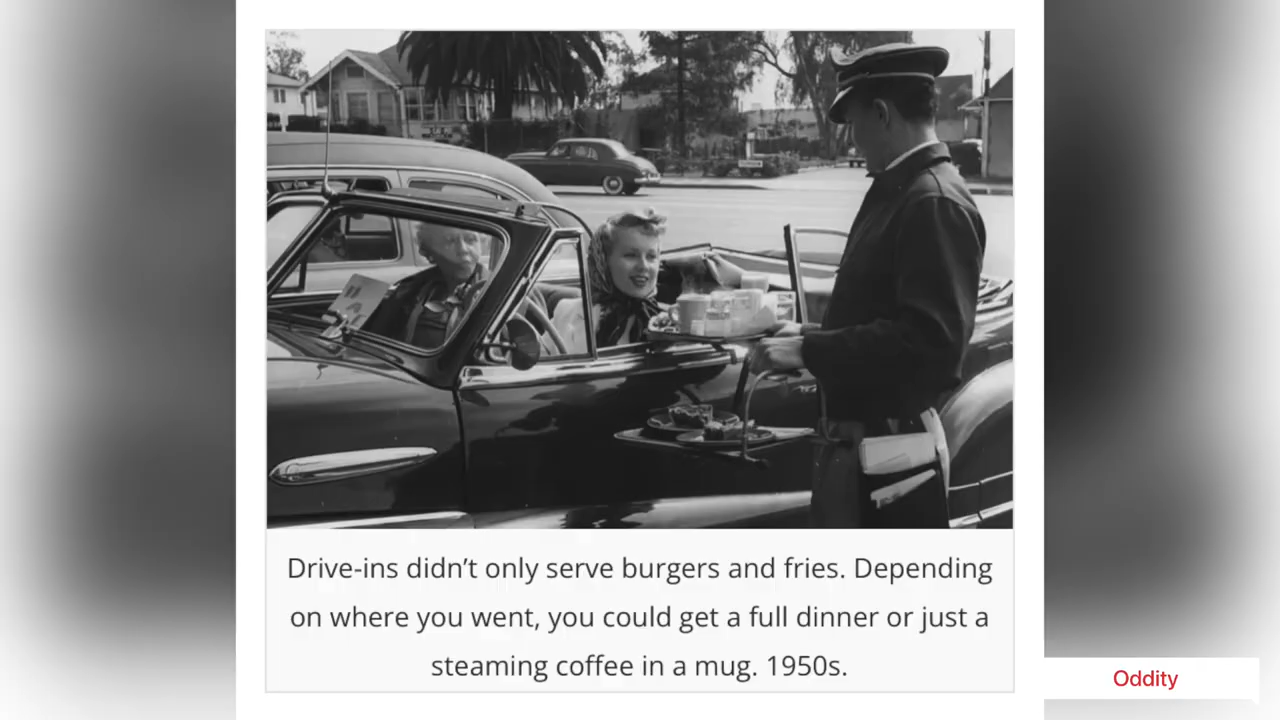 Drive-ins didn’t only serve burgers and fries. Depending
on where you went, you could get a full dinner or just a
steaming coffee in a mug. 1950s.
Oddity